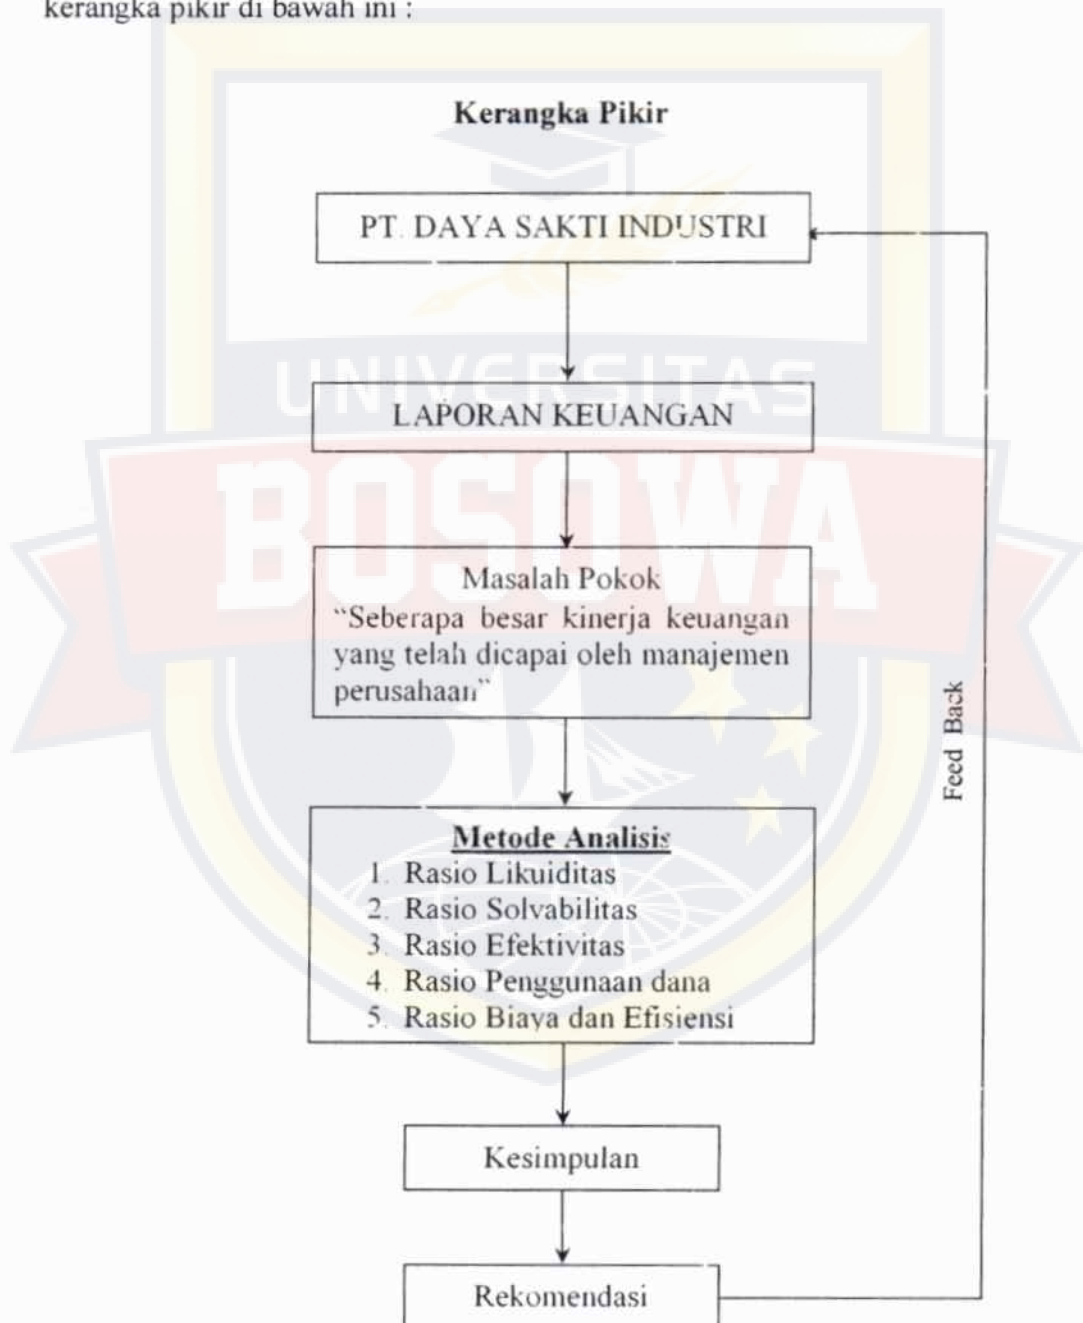 kerangka pikir di bawah ini :
Kerangka Pikir
PT. DAYA SAKTI INDUSTRI
UNIVERSITAS
LAPORAN KEUANGAN
BOSOWA
Masalah Pokok
“Seberapa besar kinerja keuangan
yang telah dicapai oleh manajemen
perusahaan”
Metode Analisis
1. Rasio Likuiditas
2. Rasio Solvabilitas
3. Rasio Efektivitas
4. Rasio Penggunaan dana
5. Rasio Biaya dan Efisiensi
Feed Back
Kesimpulan
Rekomendasi